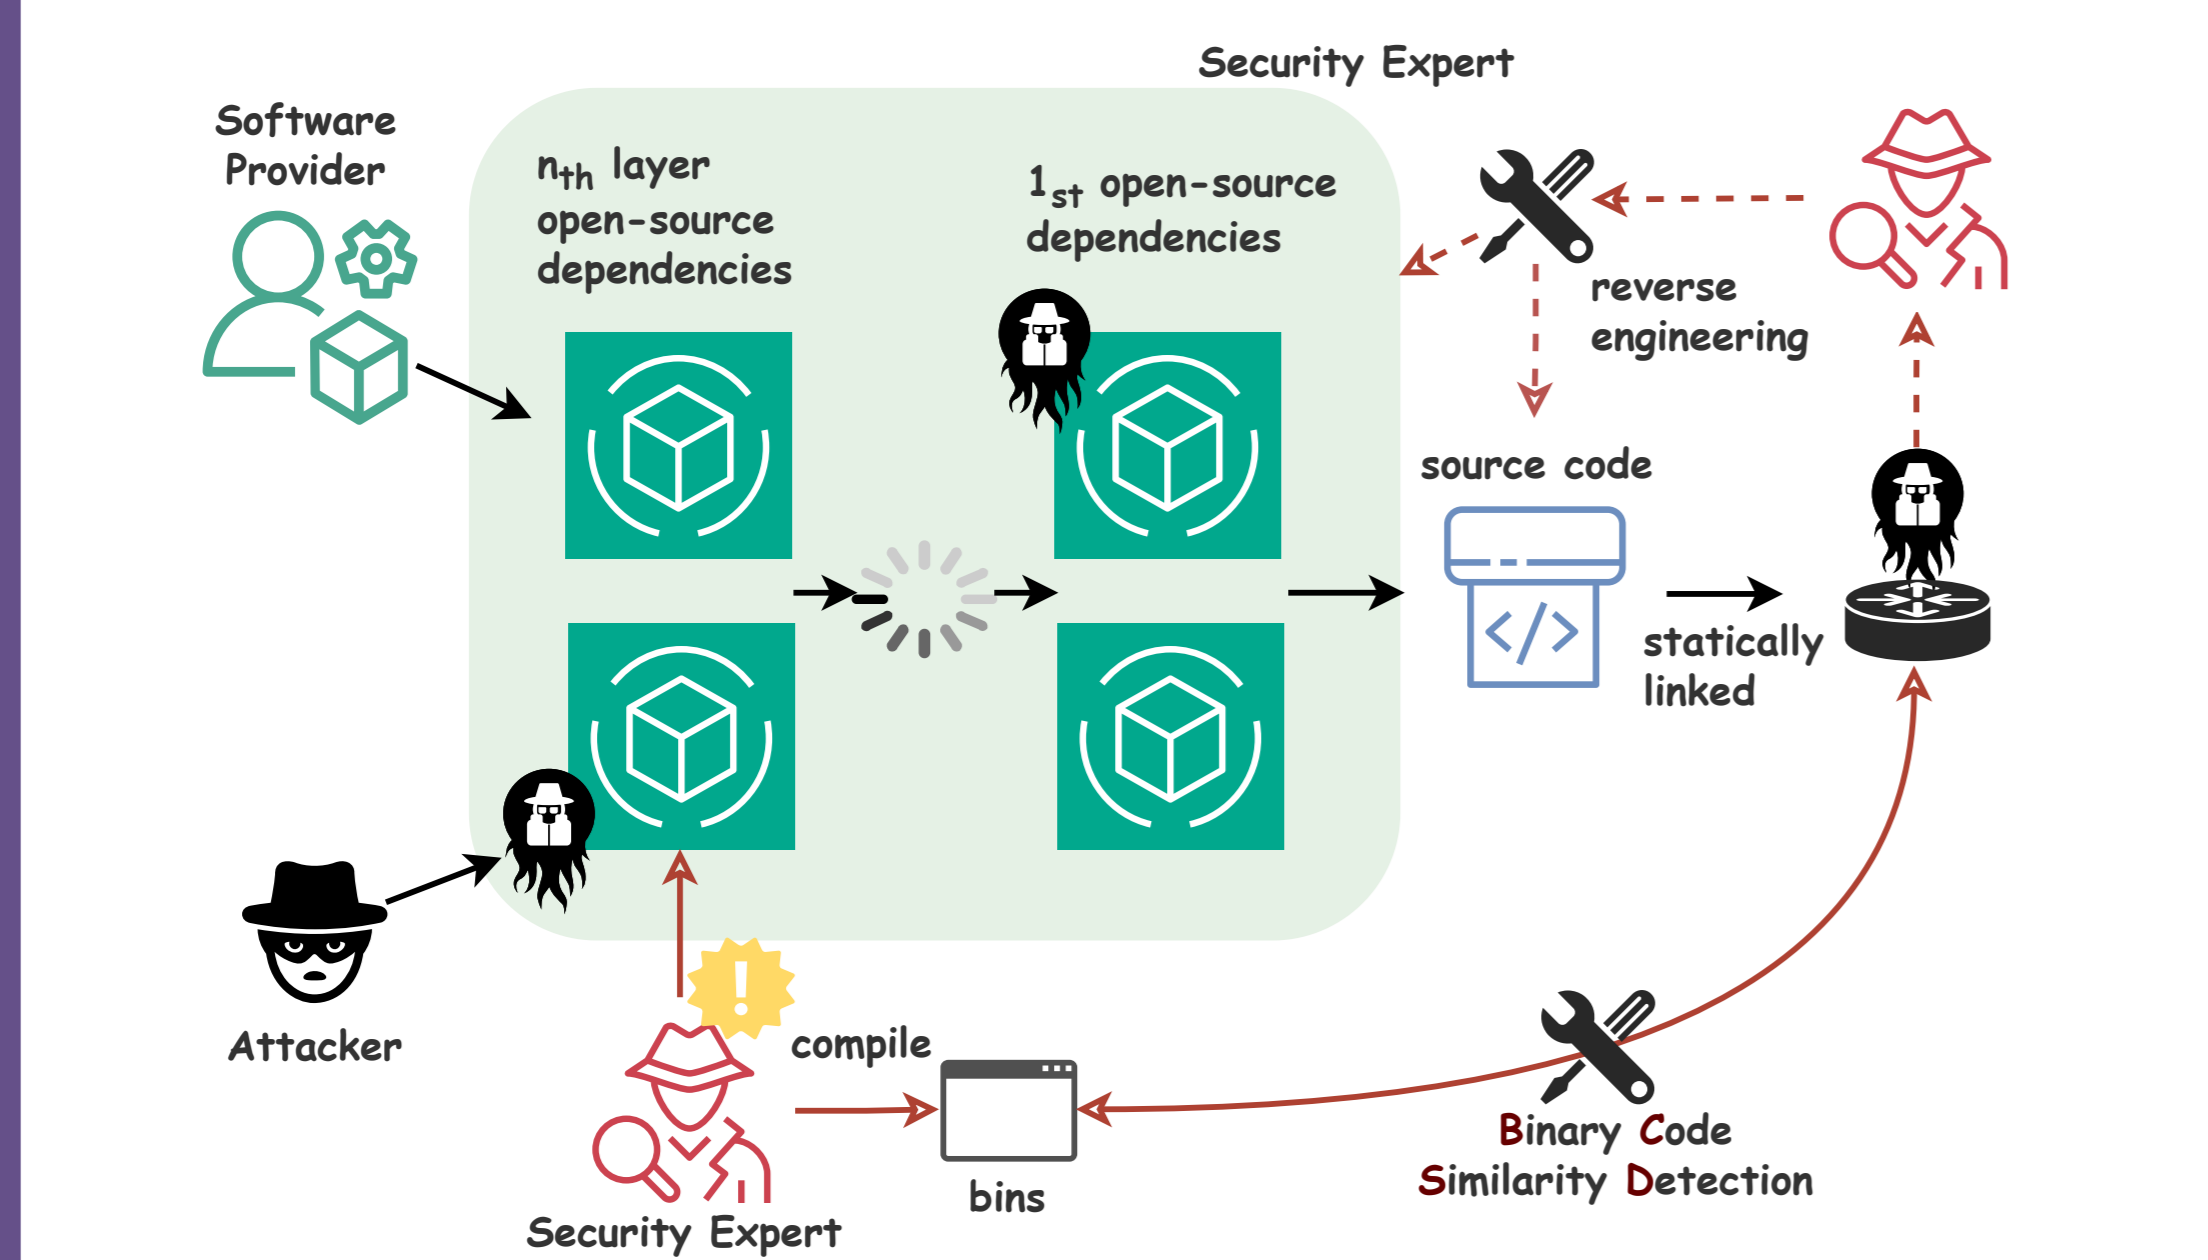 Security Expert
Software
Provider
nth layer
open-source
dependencies
1st open-source
dependencies
reverse
engineering
source code
statically
linked
Attacker
compile
bins
Security Expert
Binary Code
Similarity Detection